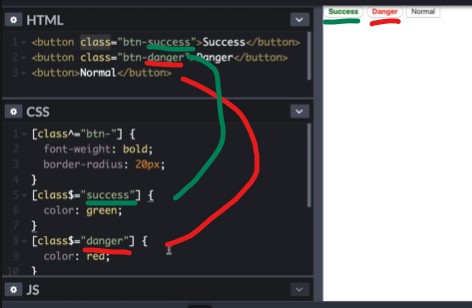 HTML
1 <button class="btn-success">Success</button>
2 <button class="btn-danger">Danger</button>
3 <button>Normal</button>
CSS
1 [class^="btn-"] {
2 font-weight: bold;
3 border-radius: 20px;
4 }
5 [class$="success"] {
6 color: green;
7 }
8 [class$="danger"] {
9 color: red;
10 }
JS
Success Danger Normal